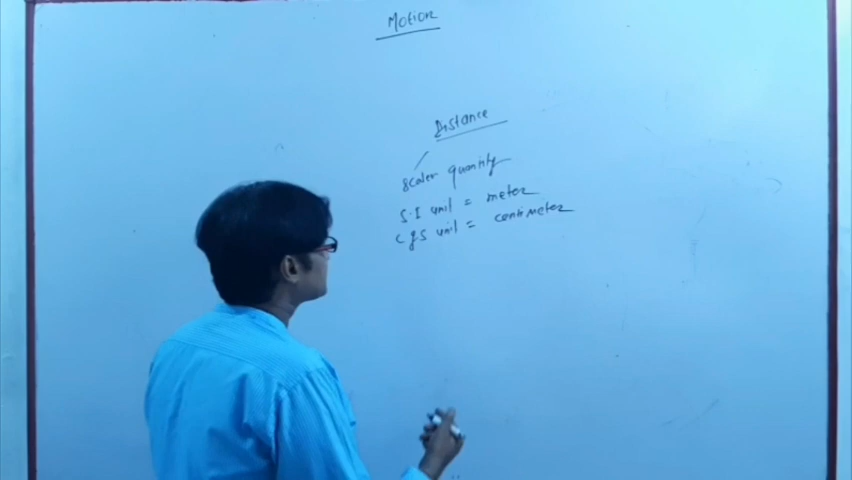 Motion
Distance
scaler quantity
S.I unit = meter
C g S unit = centimeter